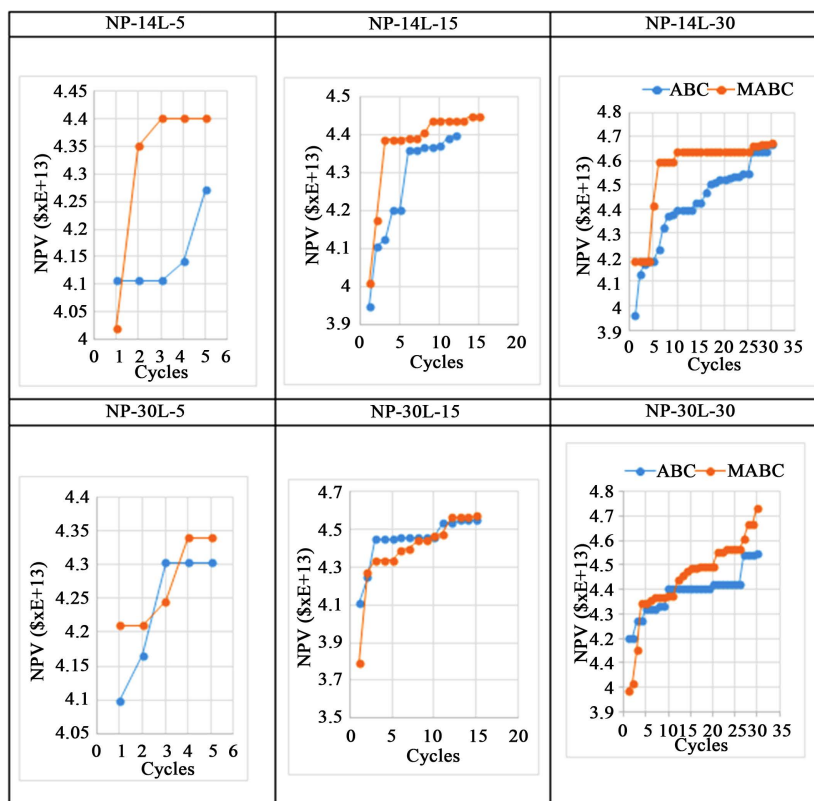 NP-14L-5
NP-14L-15
NP-14L-30
4.45
4.4
4.35
4.3
4.25
4.2
4.15
4.1
4.05
4
0 1 2 3 4 5 6
NPV ($xE+13)
Cycles
4.5
4.4
4.3
4.2
4.1
4
3.9
0 5 10 15 20
NPV ($xE+13)
Cycles
ABC MABC
4.8
4.7
4.6
4.5
4.4
4.3
4.2
4.1
4
3.9
0 5 10 15 20 2530 35
NPV ($xE+13)
Cycles
NP-30L-5
NP-30L-15
NP-30L-30
4.4
4.35
4.3
4.25
4.2
4.15
4.1
4.05
0 1 2 3 4 5 6
NPV ($xE+13)
Cycles
4.7
4.5
4.3
4.1
3.9
3.7
3.5
0 5 10 15 20
NPV ($xE+13)
Cycles
ABC MABC
4.8
4.7
4.6
4.5
4.4
4.3
4.2
4.4
4
3.9
0 5 1015 20 25 30 35
NPV ($xE+13)
Cycles